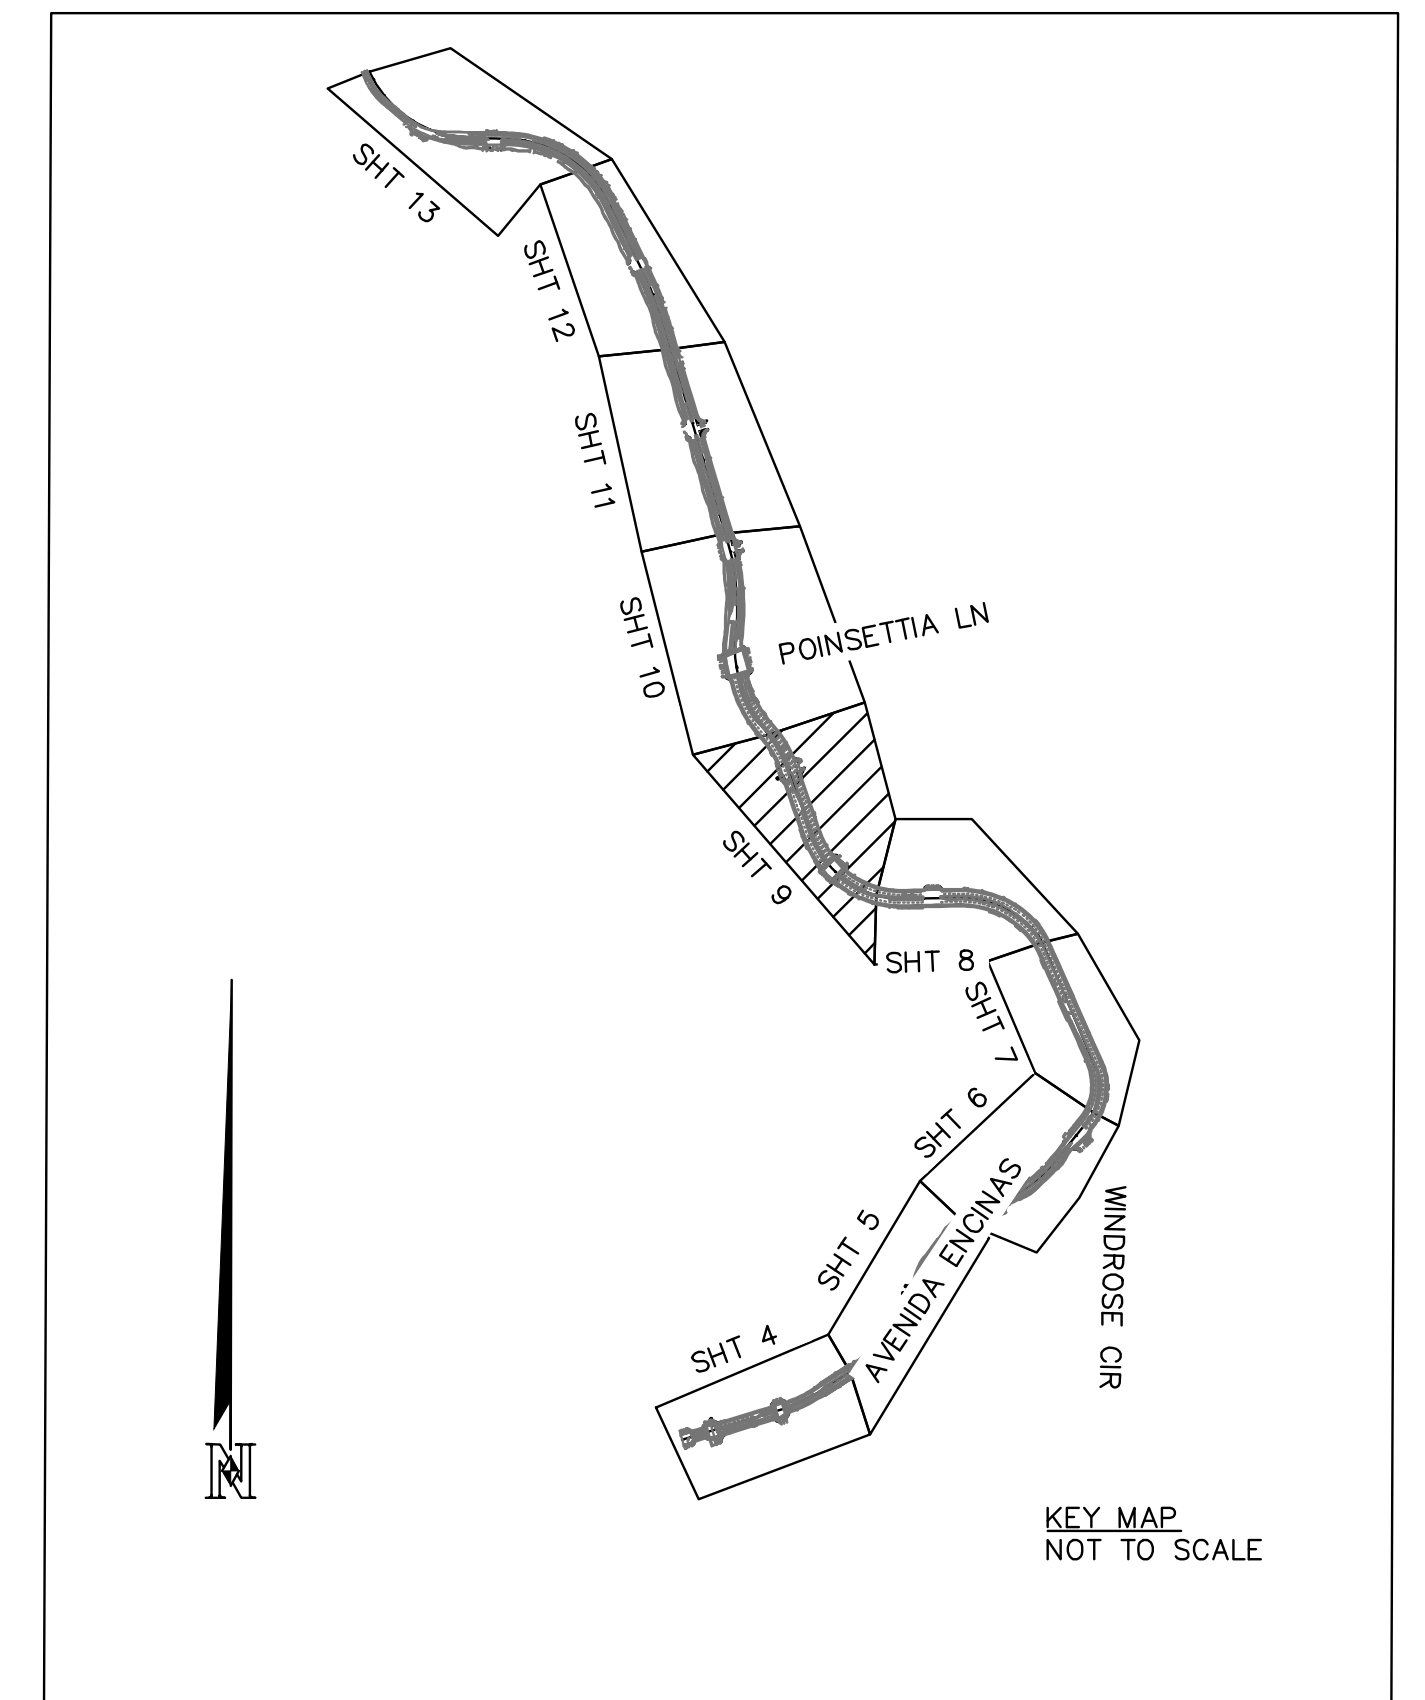 SHT 13
SHT 12
SHT 11
SHT 10
POINSETTIA LN
SHT 9
SHT 8
SHT 7
SHT 6
SHT 5
AVENIDA ENCINAS
WINDROSE CIR
SHT 4
N
KEY MAP
NOT TO SCALE